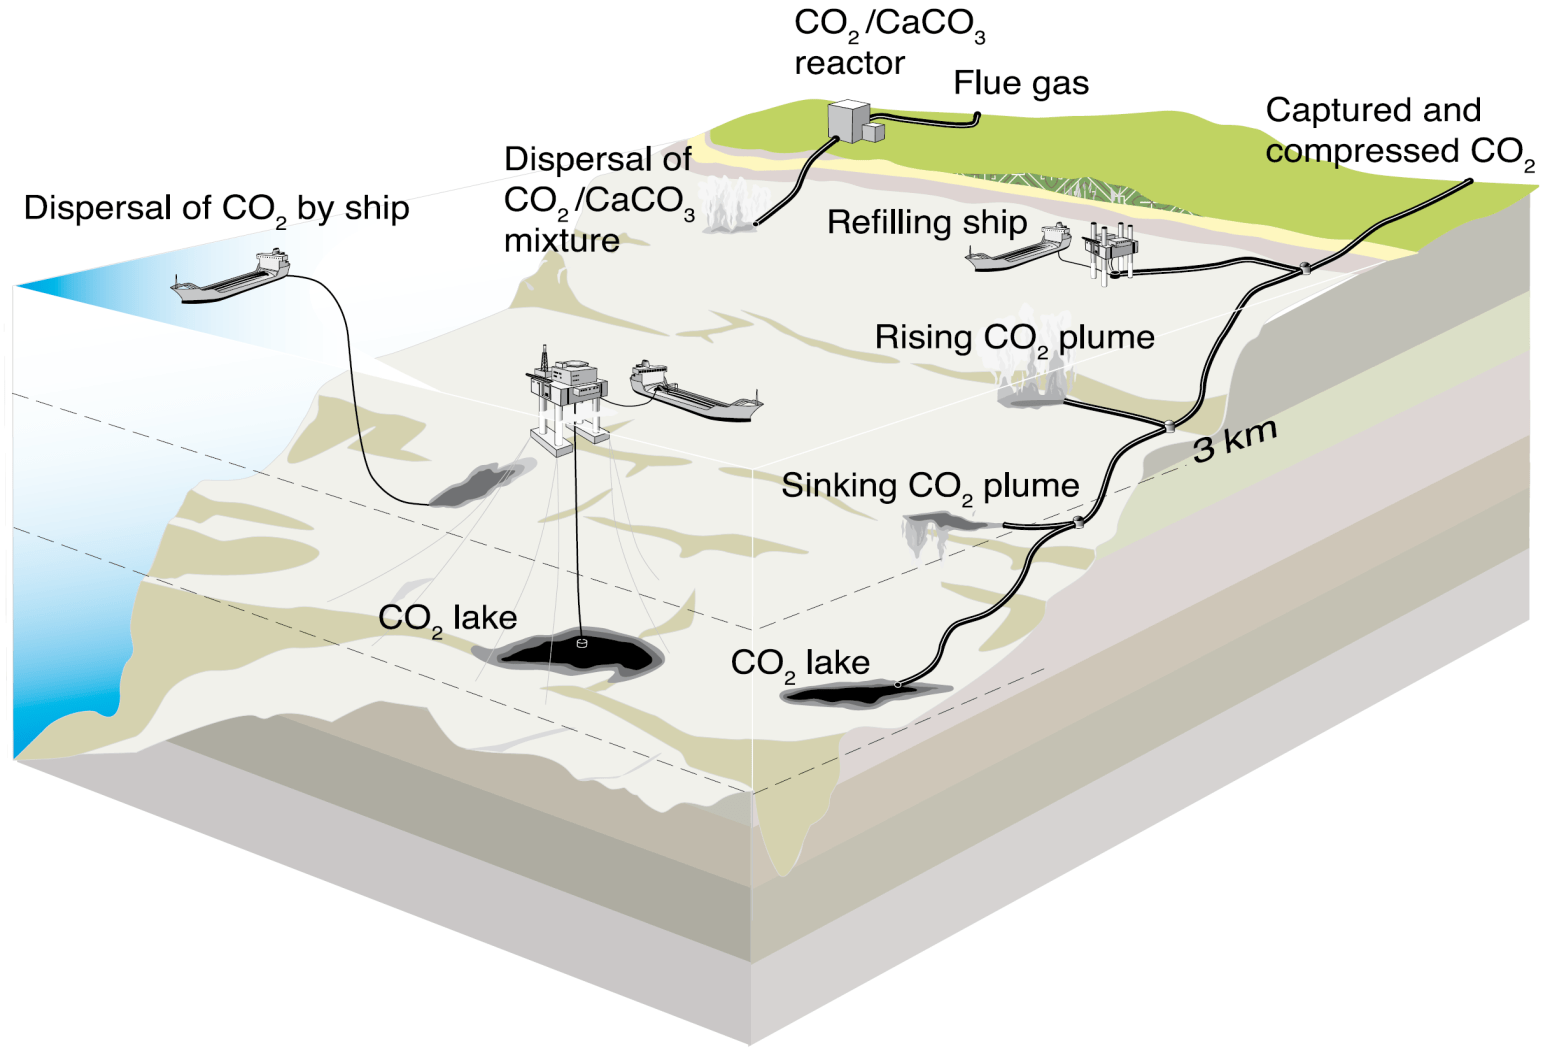 CO₂/CaCO₃
reactor
Flue gas
Captured and
compressed CO₂
Dispersal of
CO₂/CaCO₃
mixture
Dispersal of CO₂ by ship
Refilling ship
Rising CO₂ plume
3 km
Sinking CO₂ plume
CO₂ lake
CO₂ lake